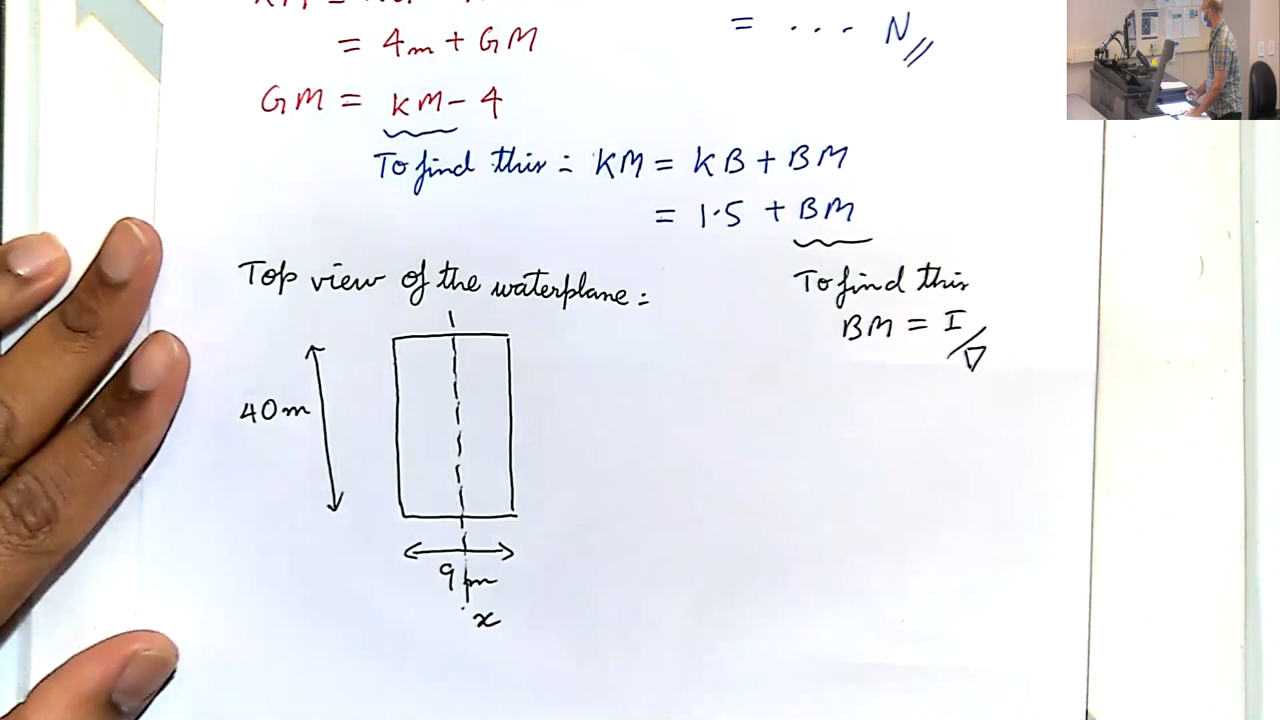 = 4m + GM
= ... N
GM = KM - 4
To find this : KM = KB + BM
= 1.5 + BM
Top view of the waterplane :
To find this
BM = I/∇
40m
9m
x